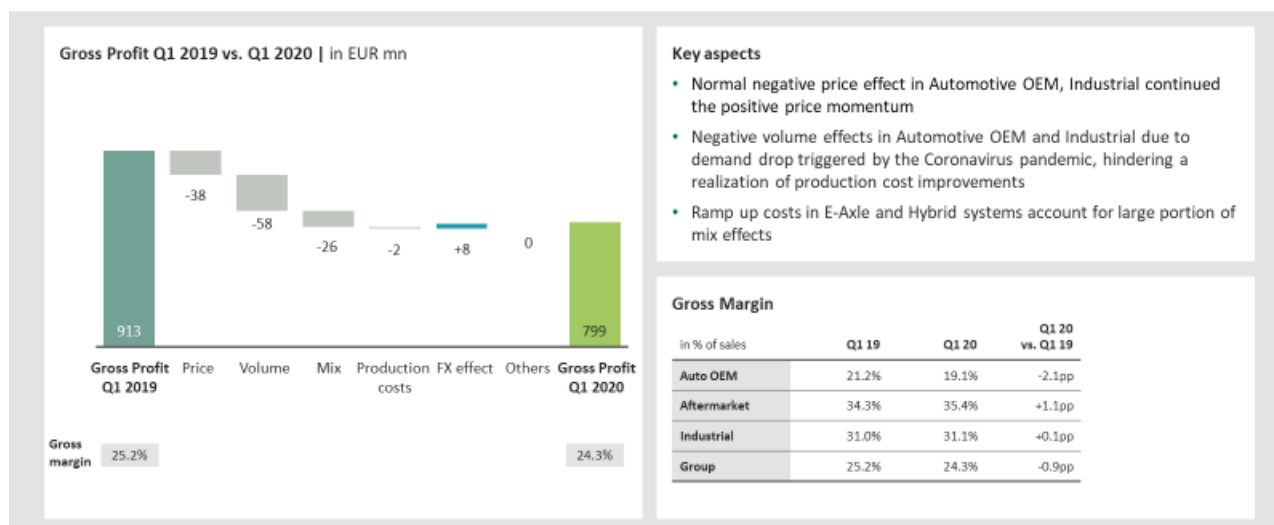 Gross Profit Q1 2019 vs. Q1 2020 | in EUR mn
-38
-58
-26
-2
+8
0
913
799
Gross Profit Q1 2019
Price
Volume
Mix
Production costs
FX effect
Others
Gross Profit Q1 2020
Gross margin
25.2%
24.3%
Key aspects
• Normal negative price effect in Automotive OEM, Industrial continued
the positive price momentum
• Negative volume effects in Automotive OEM and Industrial due to
demand drop triggered by the Coronavirus pandemic, hindering a
realization of production cost improvements
• Ramp up costs in E-Axle and Hybrid systems account for large portion of
mix effects
Gross Margin
in % of sales Q1 19 Q1 20 Q1 20 vs. Q1 19
Auto OEM 21.2% 19.1% -2.1pp
Aftermarket 34.3% 35.4% +1.1pp
Industrial 31.0% 31.1% +0.1pp
Group 25.2% 24.3% -0.9pp